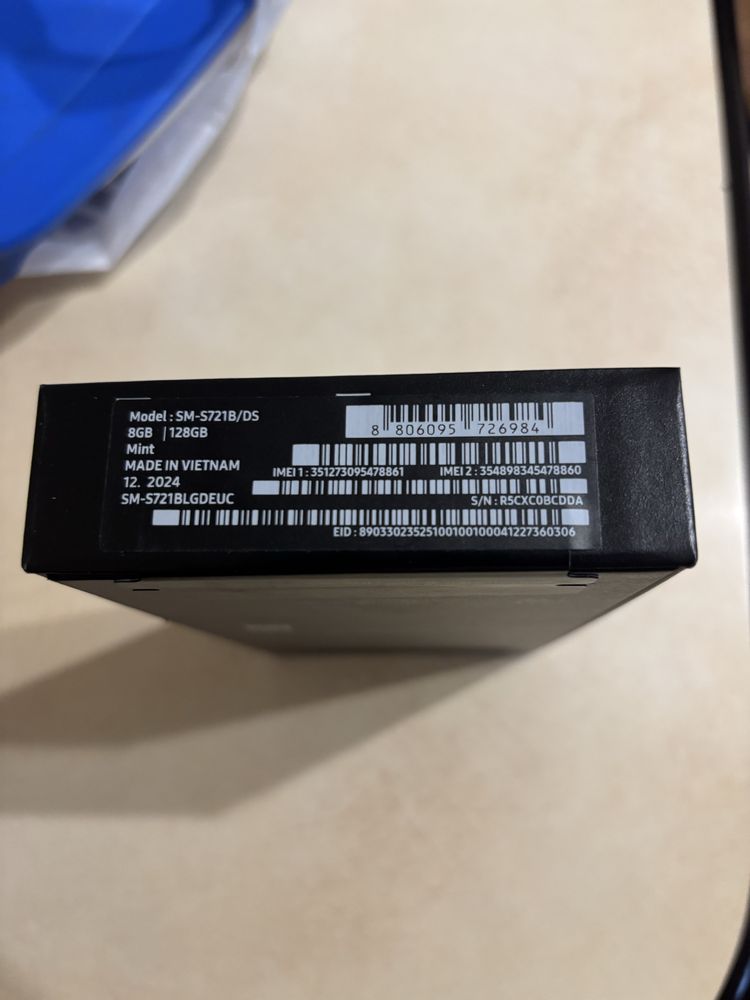 Model : SM-S721B/DS
8GB | 128GB
Mint
MADE IN VIETNAM
12. 2024
SM-S721BLGDEUC
8 806095 726984
IMEI 1 : 351273095478861 IMEI 2 : 354898345478860
S/N : R5CXC0BCDDA
EID : 89033023525100100100041227360306